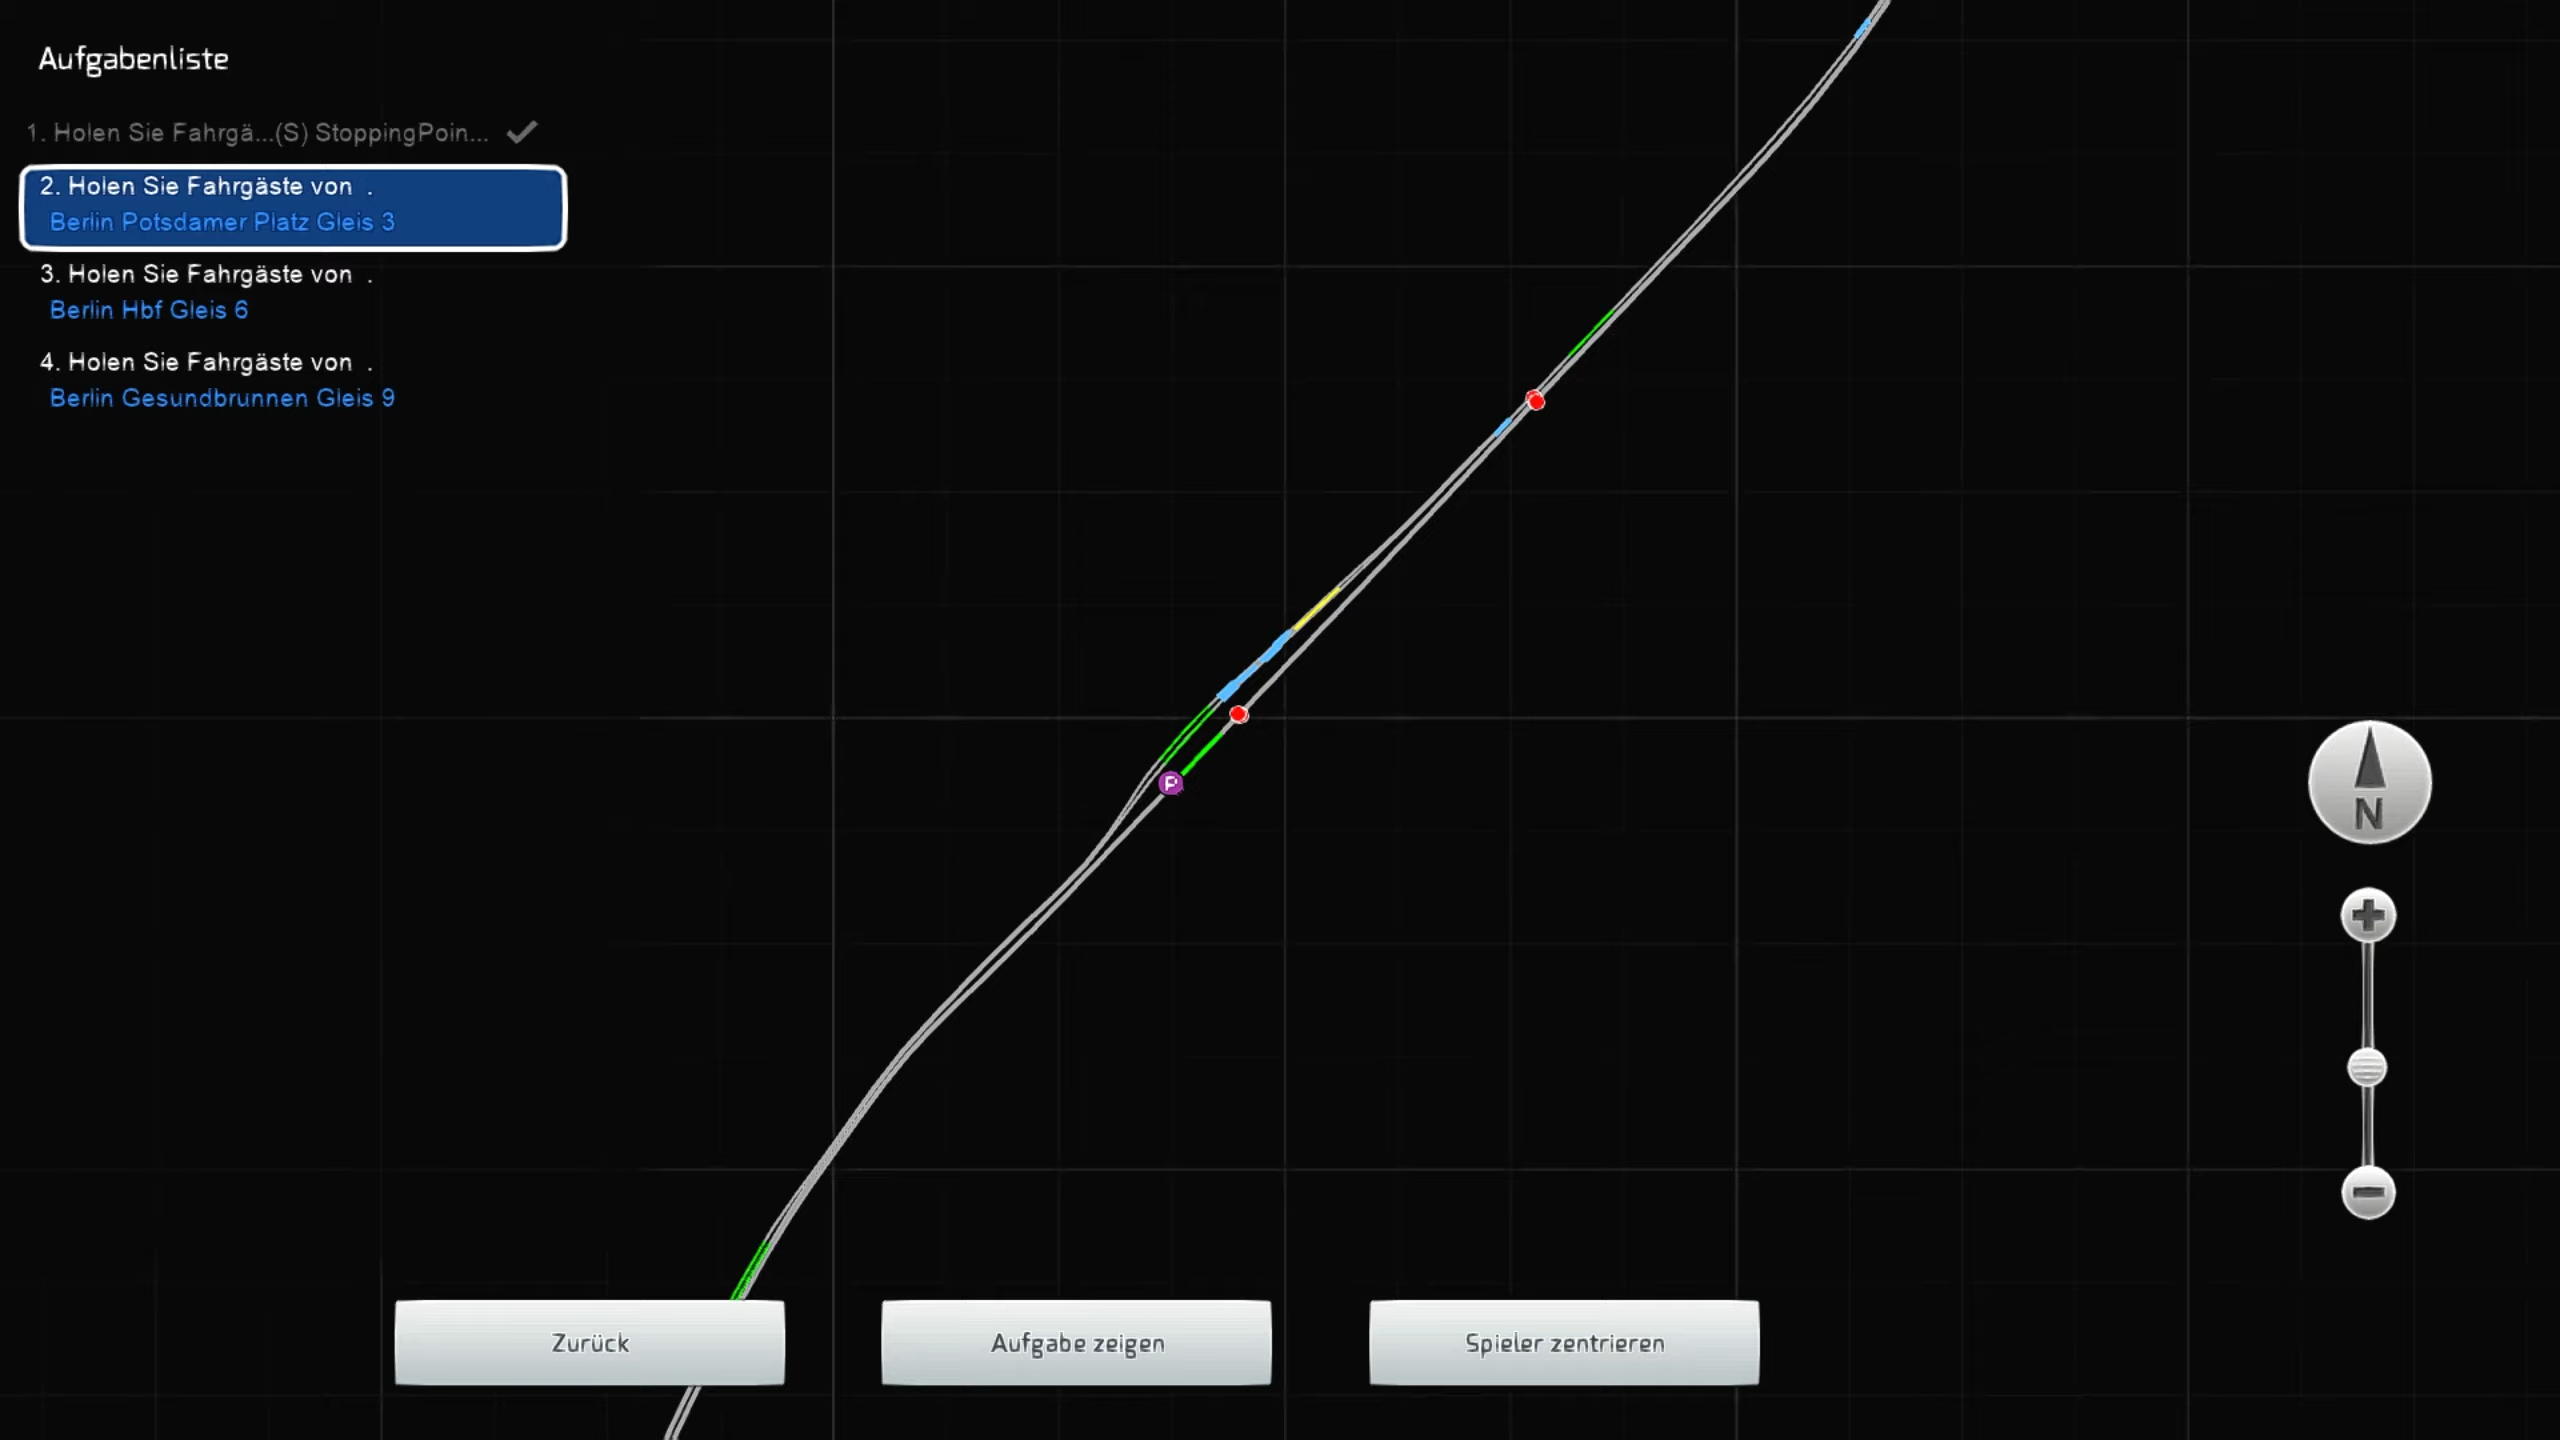 Aufgabenliste
1. Holen Sie Fahrgä...(S) StoppingPoin...
2. Holen Sie Fahrgäste von .
Berlin Potsdamer Platz Gleis 3
3. Holen Sie Fahrgäste von .
Berlin Hbf Gleis 6
4. Holen Sie Fahrgäste von .
Berlin Gesundbrunnen Gleis 9
P
N
Zurück
Aufgabe zeigen
Spieler zentrieren